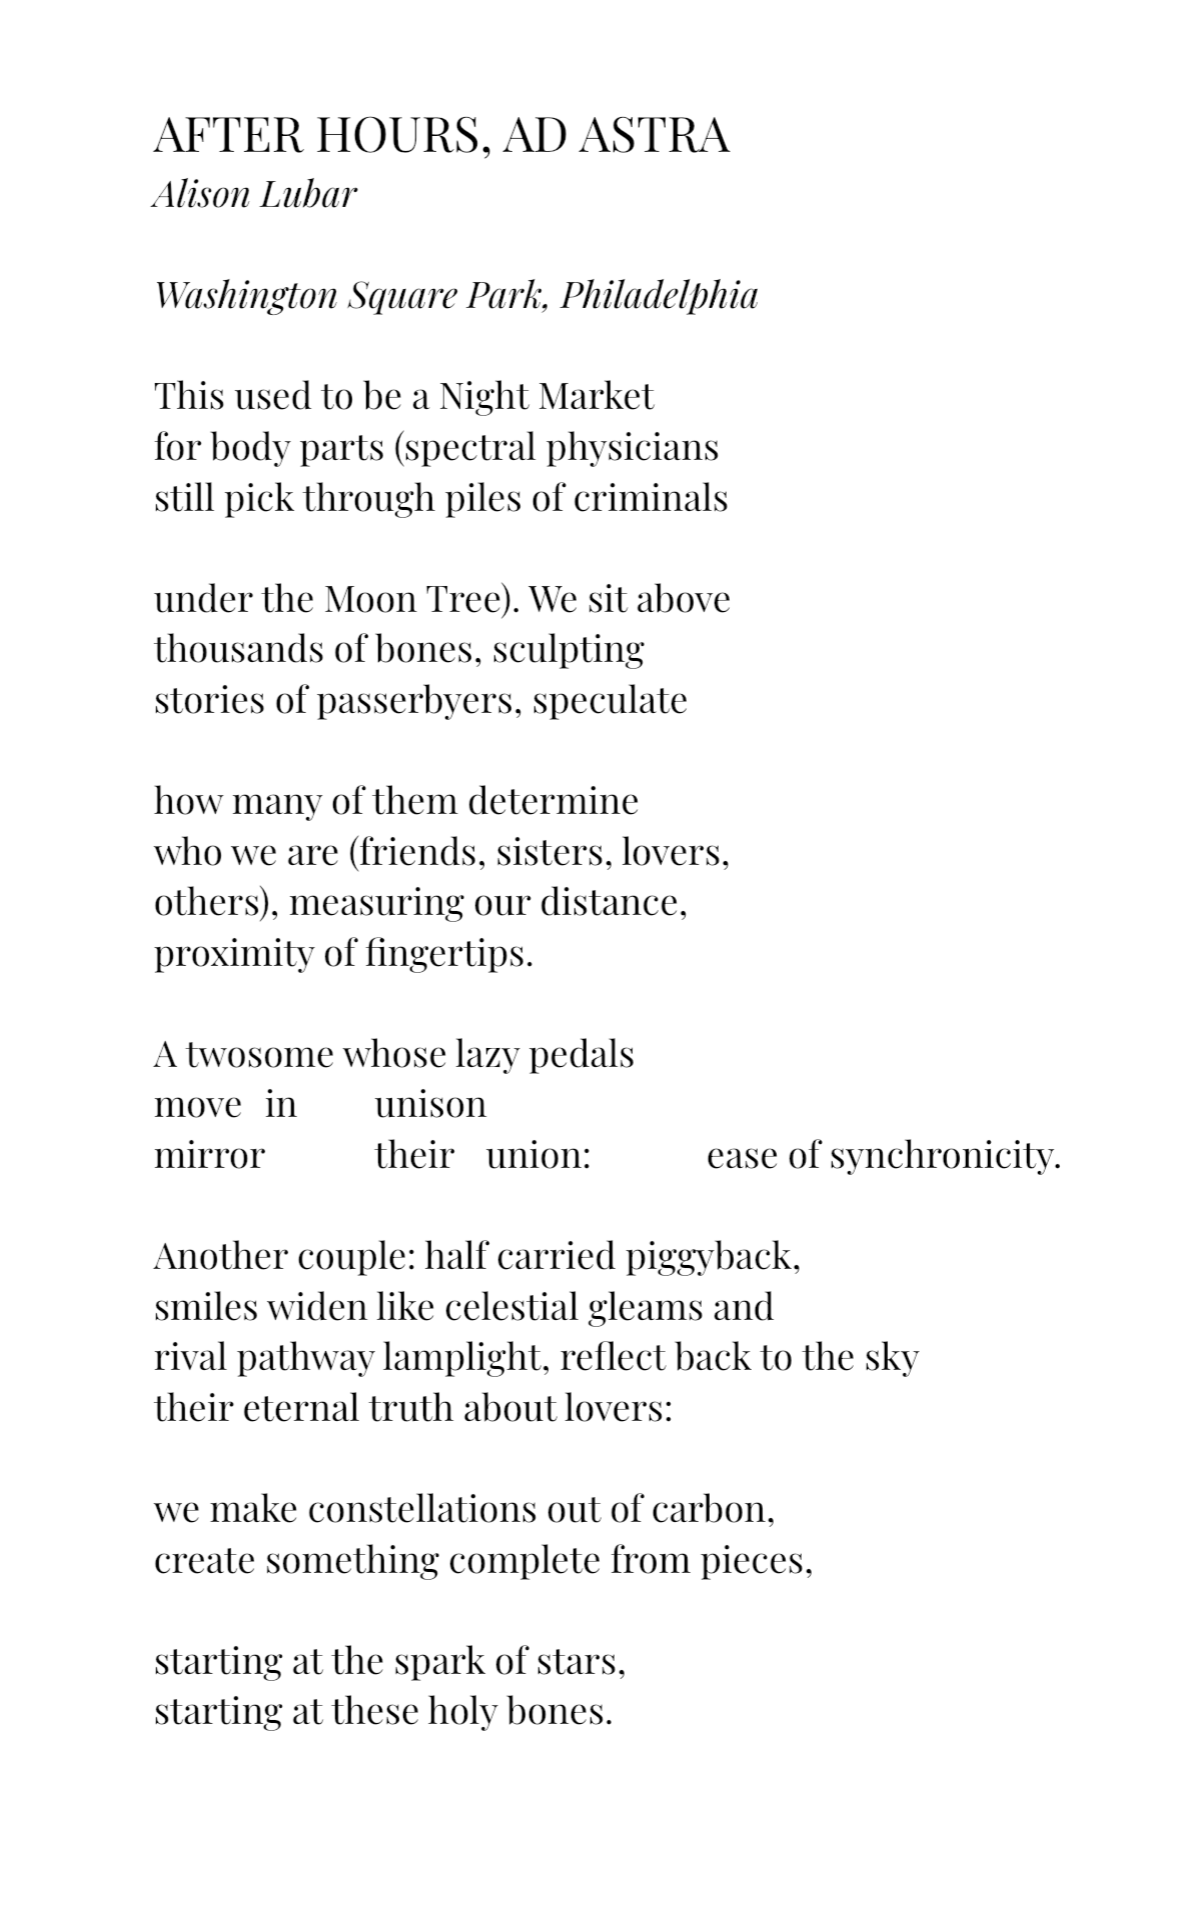 AFTER HOURS, AD ASTRA
Alison Lubar
Washington Square Park, Philadelphia
This used to be a Night Market
for body parts (spectral physicians
still pick through piles of criminals
under the Moon Tree). We sit above
thousands of bones, sculpting
stories of passerbyers, speculate
how many of them determine
who we are (friends, sisters, lovers,
others), measuring our distance,
proximity of fingertips.
A twosome whose lazy pedals
move in unison
mirror their union: ease of synchronicity.
Another couple: half carried piggyback,
smiles widen like celestial gleams and
rival pathway lamplight, reflect back to the sky
their eternal truth about lovers:
we make constellations out of carbon,
create something complete from pieces,
starting at the spark of stars,
starting at these holy bones.